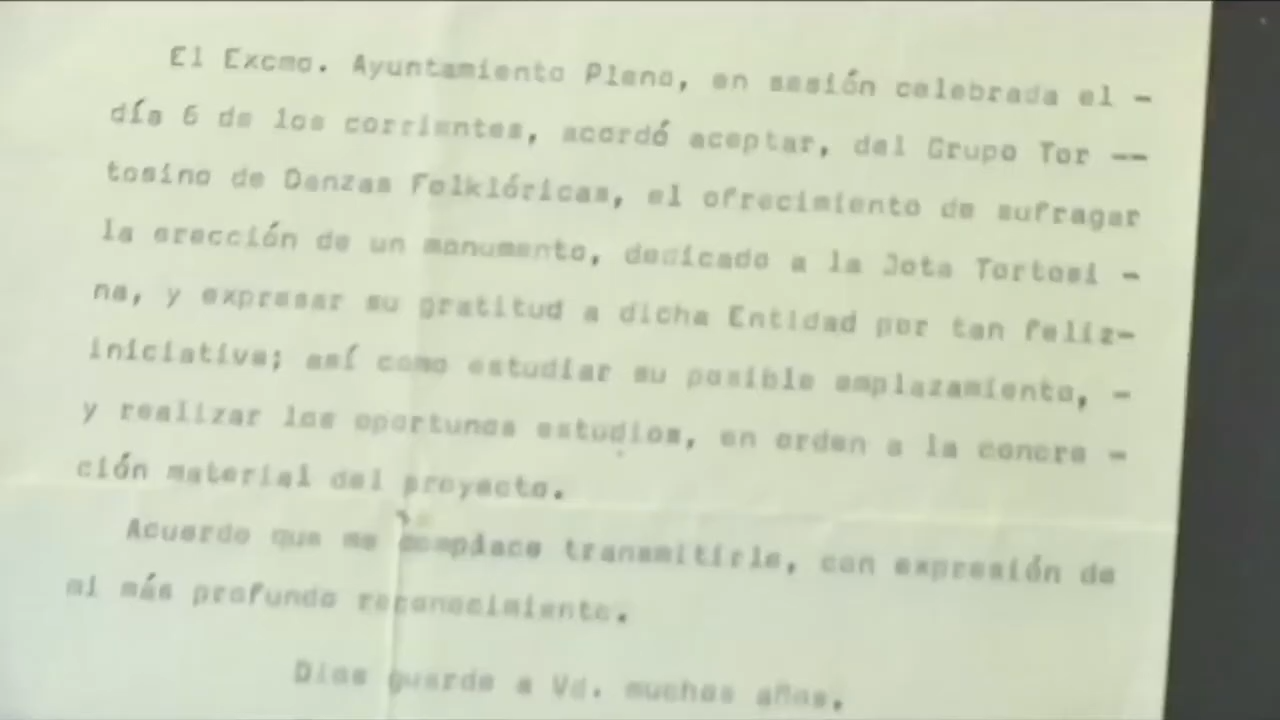 El Excmo. Ayuntamiento Pleno, en sesión celebrada el -
día 6 de los corrientes, acordó aceptar, del Grupo Tor --
tosino de Danzas Folklóricas, el ofrecimiento de sufragar
la erección de un monumento, dedicado a la Jota Tortosi -
na, y expresar su gratitud a dicha Entidad por tan feliz-
iniciativa; así como estudiar su posible emplazamiento, -
y realizar los oportunos estudios, en orden a la concre -
ción material del proyecto.
Acuerdo que me complace transmitirle, con expresión de
mi más profundo reconocimiento.
Dios guarde a Vd. muchos años.